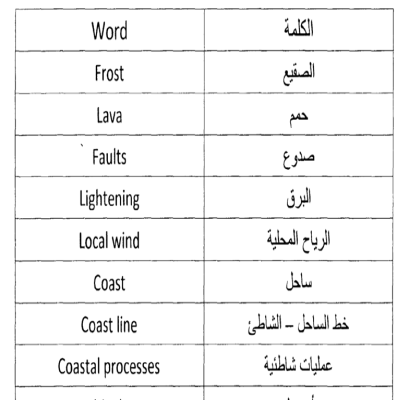 Word الكلمة
Frost الصقيع
Lava حمم
Faults صدوع
Lightening البرق
Local wind الرياح المحلية
Coast ساحل
Coast line خط الساحل – الشاطئ
Coastal processes عمليات شاطئية